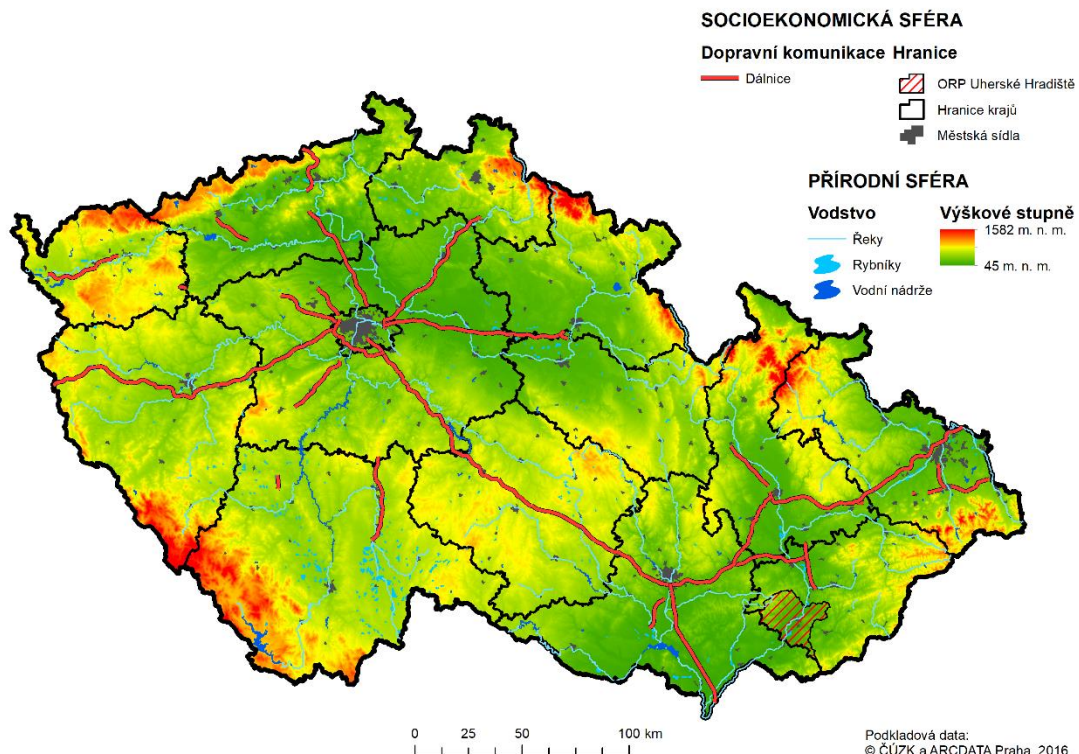 SOCIOEKONOMICKÁ SFÉRA
Dopravní komunikace Hranice
Dálnice
ORP Uherské Hradiště
Hranice krajů
Městská sídla
PŘÍRODNÍ SFÉRA
Vodstvo
Výškové stupně
Řeky
Rybníky
Vodní nádrže
1582 m. n. m.
45 m. n. m.
0 25 50 100 km
Podkladová data:
© ČÚZK a ARCDATA Praha, 2016